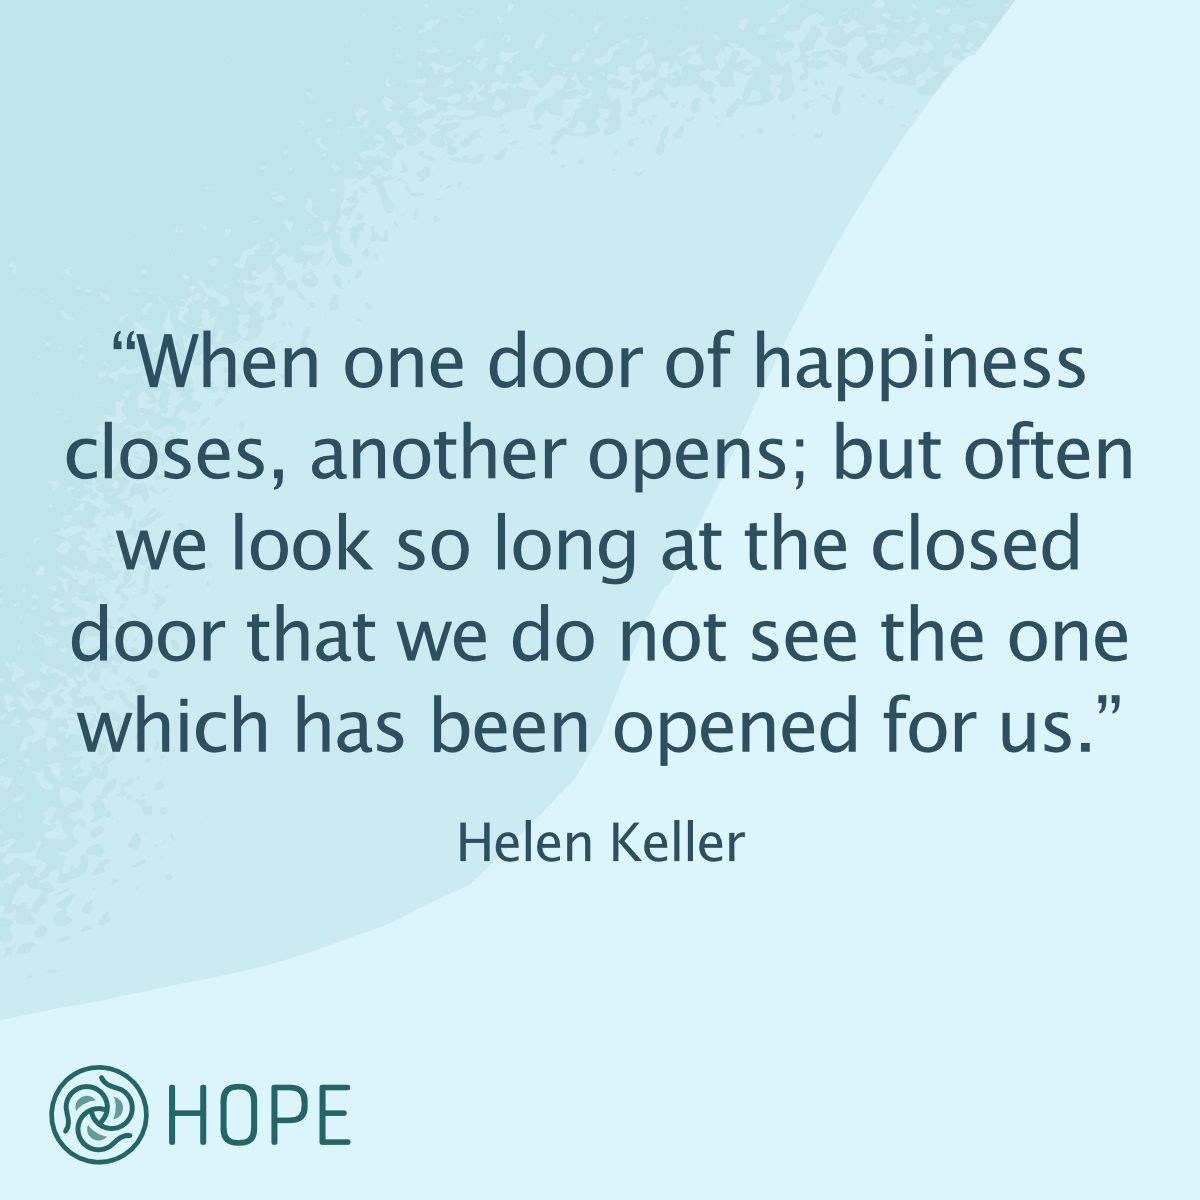 “When one door of happiness
closes, another opens; but often
we look so long at the closed
door that we do not see the one
which has been opened for us.”
Helen Keller
HOPE